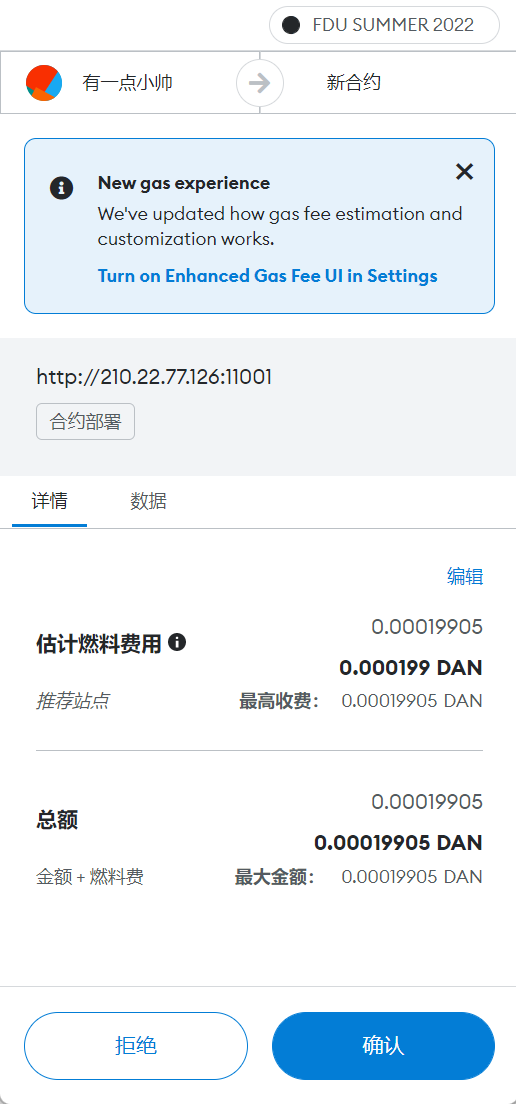 FDU SUMMER 2022
有一点小帅
新合约
New gas experience
We've updated how gas fee estimation and
customization works.
Turn on Enhanced Gas Fee UI in Settings
http://210.22.77.126:11001
合约部署
详情 数据
编辑
0.00019905
估计燃料费用
0.000199 DAN
推荐站点 最高收费: 0.00019905 DAN
0.00019905
总额
0.00019905 DAN
金额 + 燃料费 最大金额: 0.00019905 DAN
拒绝 确认